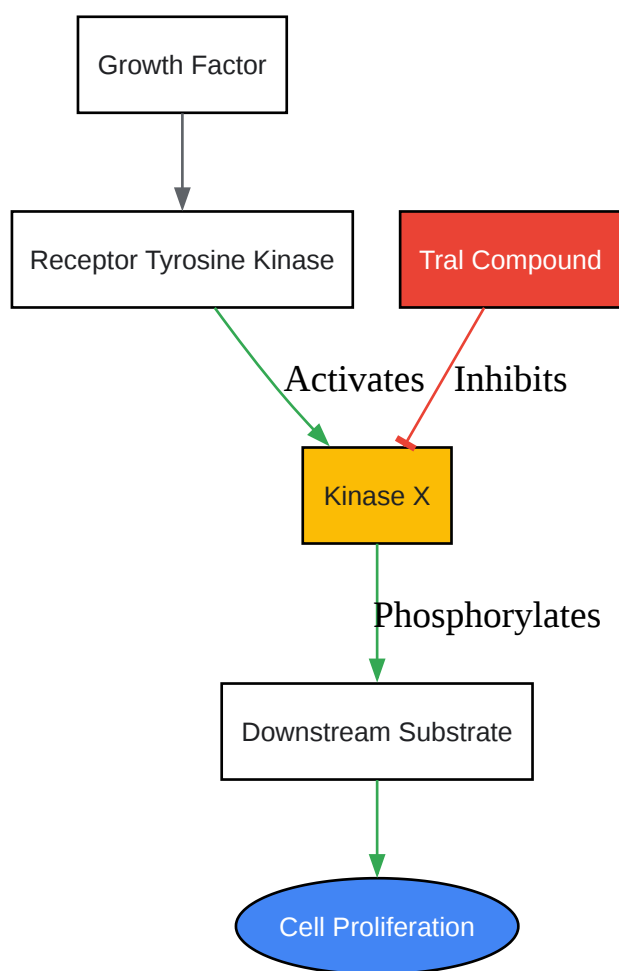 Growth Factor
Receptor Tyrosine Kinase
Tral Compound
Activates
Inhibits
Kinase X
Phosphorylates
Downstream Substrate
Cell Proliferation